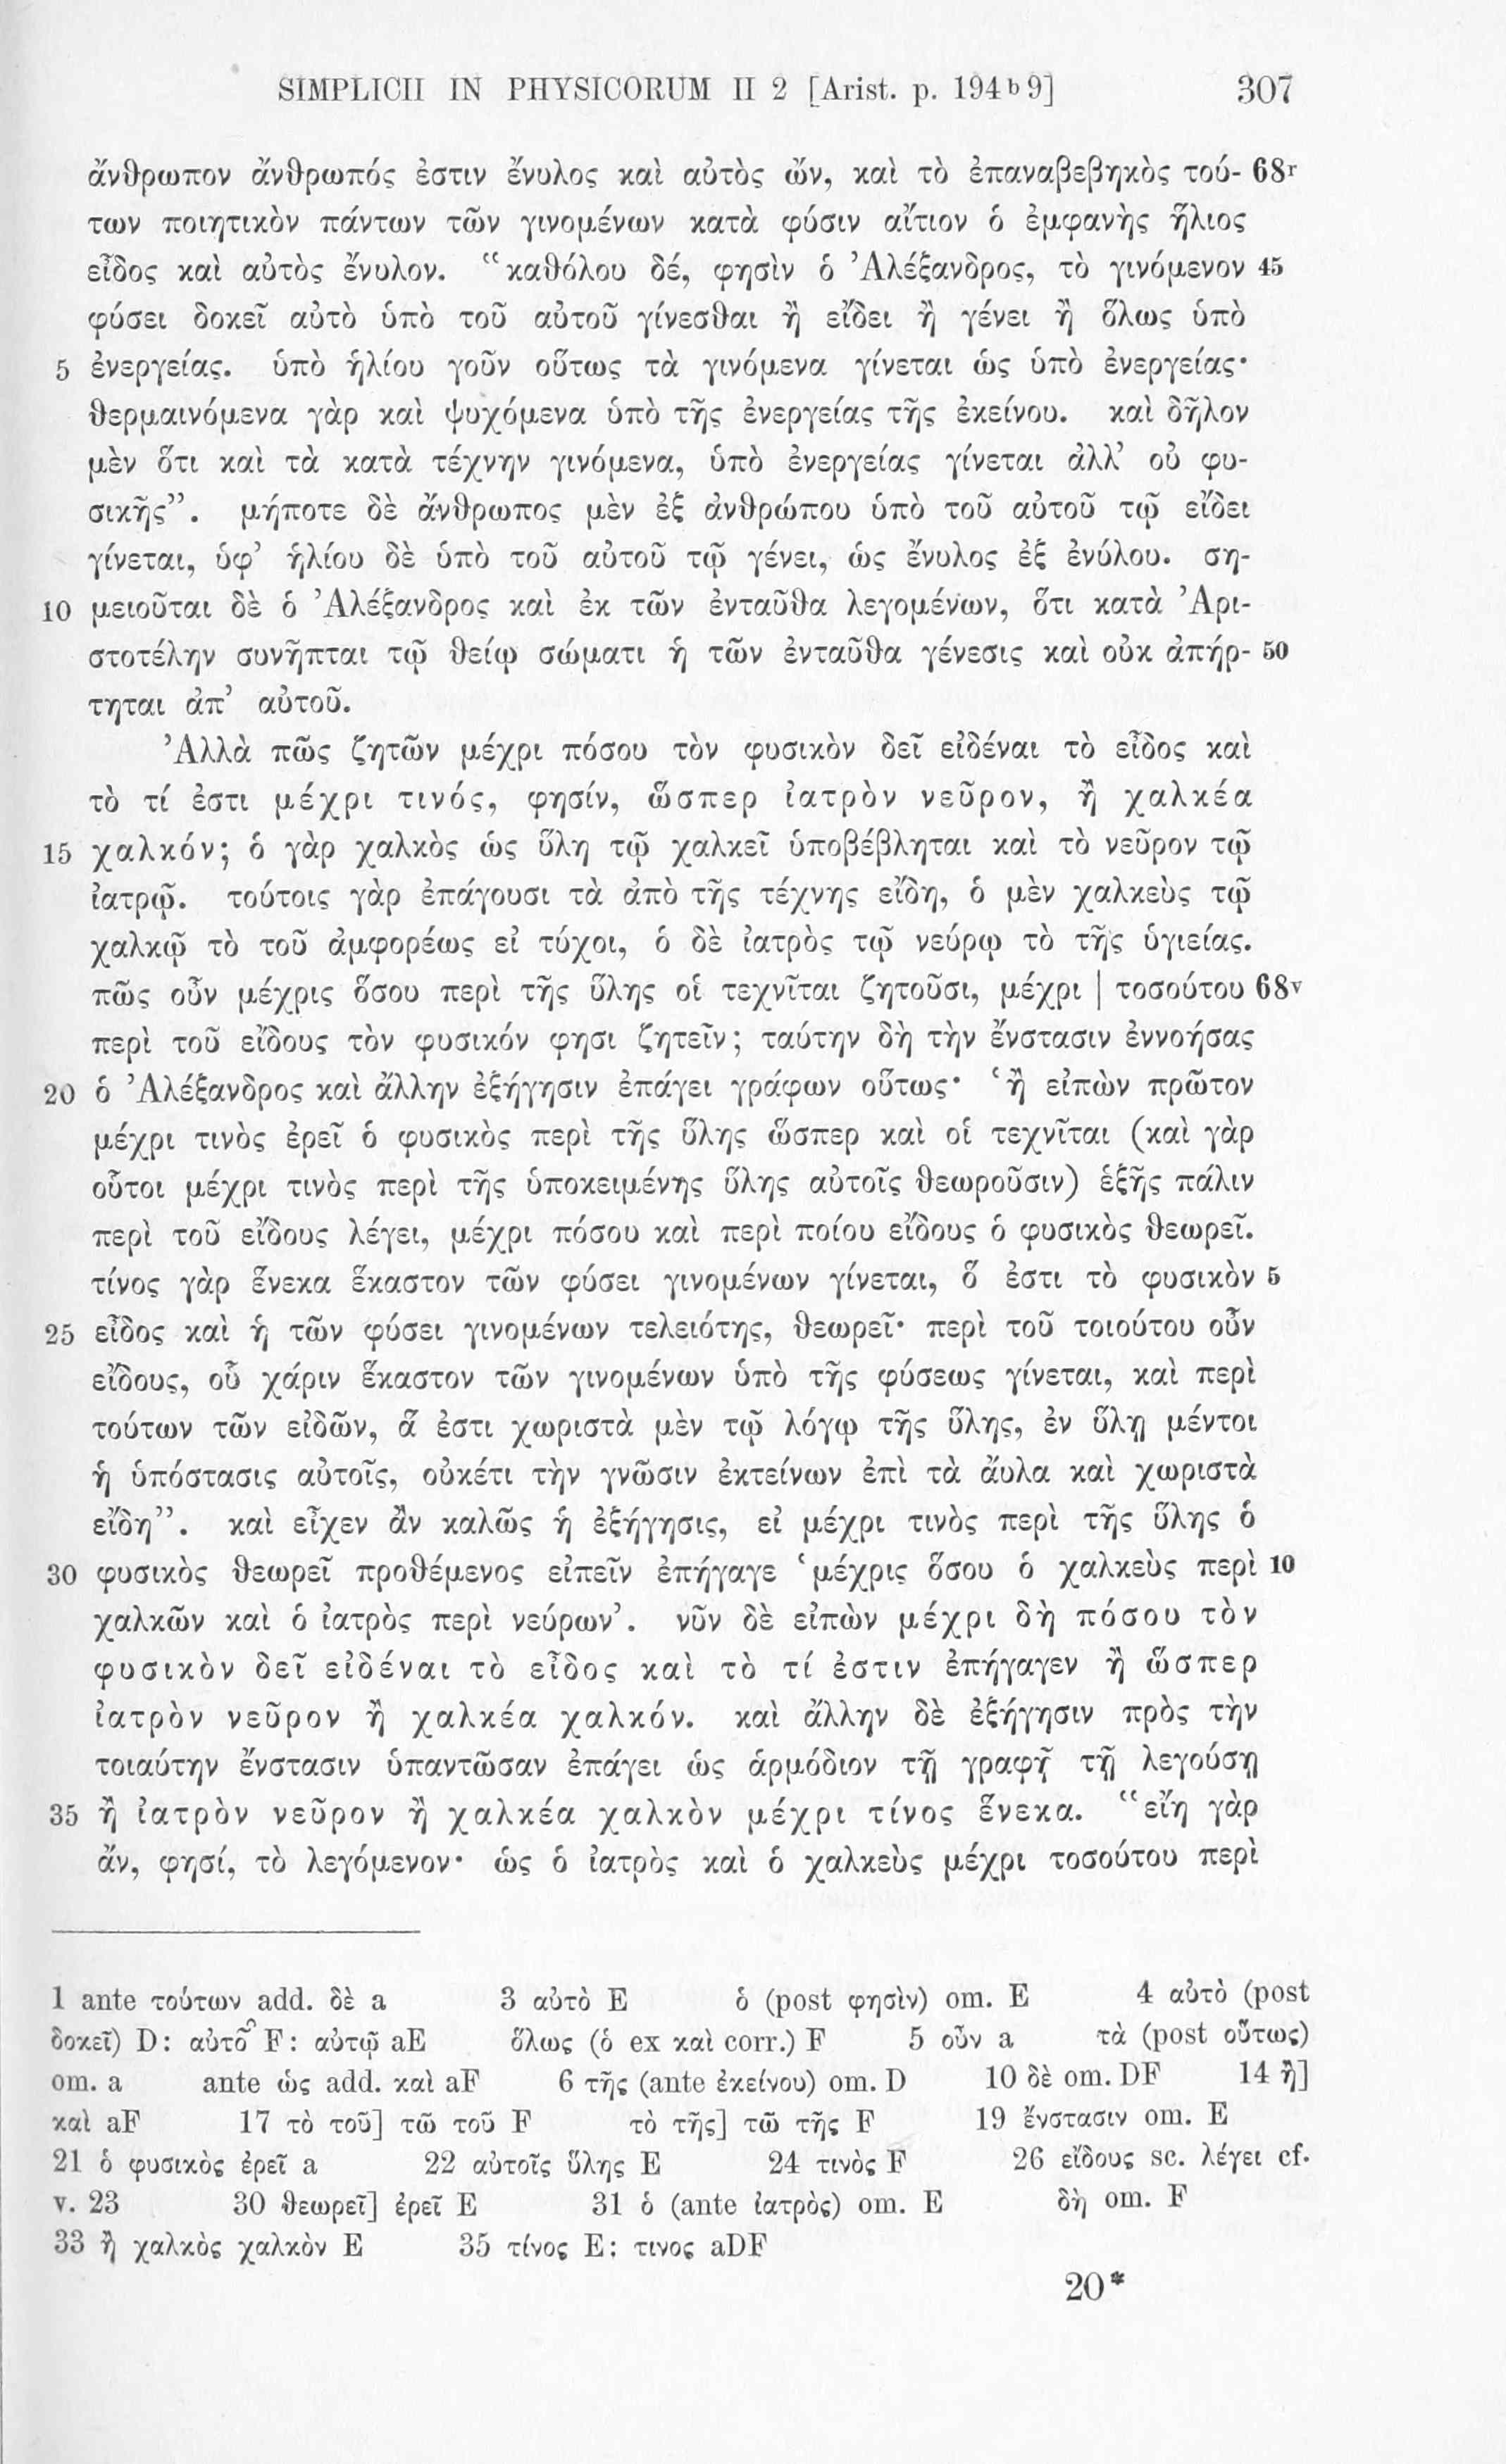 SIMPLICII IN PHYSICORUM II 2 [Arist. p. 194ᵇ9] 307
ἄνθρωπον ἄνθρωπός ἐστιν ἔνυλος καὶ αὐτὸς ὤν, καὶ τὸ ἐπαναβεβηκὸς τού- 68ʳ
των ποιητικὸν πάντων τῶν γινομένων κατὰ φύσιν αἴτιον ὁ ἐμφανὴς ἥλιος
εἶδος καὶ αὐτὸς ἔνυλον. “καθόλου δέ, φησὶν ὁ Ἀλέξανδρος, τὸ γινόμενον 45
φύσει δοκεῖ αὐτὸ ὑπὸ τοῦ αὐτοῦ γίνεσθαι ἢ εἴδει ἢ γένει ἢ ὅλως ὑπὸ
5 ἐνεργείας. ὑπὸ ἡλίου γοῦν οὕτως τὰ γινόμενα γίνεται ὡς ὑπὸ ἐνεργείας·
θερμαινόμενα γὰρ καὶ ψυχόμενα ὑπὸ τῆς ἐνεργείας τῆς ἐκείνου. καὶ δῆλον
μὲν ὅτι καὶ τὰ κατὰ τέχνην γινόμενα, ὑπὸ ἐνεργείας γίνεται ἀλλ’ οὐ φυ-
σικῆς”. μήποτε δὲ ἄνθρωπος μὲν ἐξ ἀνθρώπου ὑπὸ τοῦ αὐτοῦ τῷ εἴδει
γίνεται, ὑφ’ ἡλίου δὲ ὑπὸ τοῦ αὐτοῦ τῷ γένει, ὡς ἔνυλος ἐξ ἐνύλου. ση-
10 μειοῦται δὲ ὁ Ἀλέξανδρος καὶ ἐκ τῶν ἐνταῦθα λεγομένων, ὅτι κατὰ Ἀρι-
στοτέλην συνῆπται τῷ θείῳ σώματι ἡ τῶν ἐνταῦθα γένεσις καὶ οὐκ ἀπήρ- 50
τηται ἀπ’ αὐτοῦ.
Ἀλλὰ πῶς ζητῶν μέχρι πόσου τὸν φυσικὸν δεῖ εἰδέναι τὸ εἶδος καὶ
τὸ τί ἐστι μέχρι τινός, φησίν, ὥσπερ ἰατρὸν νεῦρον, ἢ χαλκέα
15 χαλκόν; ὁ γὰρ χαλκὸς ὡς ὕλη τῷ χαλκεῖ ὑποβέβληται καὶ τὸ νεῦρον τῷ
ἰατρῷ. τούτοις γὰρ ἐπάγουσι τὰ ἀπὸ τῆς τέχνης εἴδη, ὁ μὲν χαλκεὺς τῷ
χαλκῷ τὸ τοῦ ἀμφορέως εἰ τύχοι, ὁ δὲ ἰατρὸς τῷ νεύρῳ τὸ τῆς ὑγιείας.
πῶς οὖν μέχρις ὅσου περὶ τῆς ὕλης οἱ τεχνῖται ζητοῦσι, μέχρι | τοσούτου 68ᵛ
περὶ τοῦ εἴδους τὸν φυσικόν φησι ζητεῖν; ταύτην δὴ τὴν ἔνστασιν ἐννοήσας
20 ὁ Ἀλέξανδρος καὶ ἄλλην ἐξήγησιν ἐπάγει γράφων οὕτως· ‘ἢ εἰπὼν πρῶτον
μέχρι τινὸς ἐρεῖ ὁ φυσικὸς περὶ τῆς ὕλης ὥσπερ καὶ οἱ τεχνῖται (καὶ γὰρ
οὗτοι μέχρι τινὸς περὶ τῆς ὑποκειμένης ὕλης αὐτοῖς θεωροῦσιν) ἑξῆς πάλιν
περὶ τοῦ εἴδους λέγει, μέχρι πόσου καὶ περὶ ποίου εἴδους ὁ φυσικὸς θεωρεῖ.
τίνος γὰρ ἕνεκα ἕκαστον τῶν φύσει γινομένων γίνεται, ὅ ἐστι τὸ φυσικὸν 5
25 εἶδος καὶ ἡ τῶν φύσει γινομένων τελειότης, θεωρεῖ· περὶ τοῦ τοιούτου οὖν
εἴδους, οὗ χάριν ἕκαστον τῶν γινομένων ὑπὸ τῆς φύσεως γίνεται, καὶ περὶ
τούτων τῶν εἰδῶν, ἅ ἐστι χωριστὰ μὲν τῷ λόγῳ τῆς ὕλης, ἐν ὕλῃ μέντοι
ἡ ὑπόστασις αὐτοῖς, οὐκέτι τὴν γνῶσιν ἐκτείνων ἐπὶ τὰ ἄυλα καὶ χωριστὰ
εἴδη”. καὶ εἶχεν ἂν καλῶς ἡ ἐξήγησις, εἰ μέχρι τινὸς περὶ τῆς ὕλης ὁ
30 φυσικὸς θεωρεῖ προθέμενος εἰπεῖν ἐπήγαγε ‘μέχρις ὅσου ὁ χαλκεὺς περὶ 10
χαλκῶν καὶ ὁ ἰατρὸς περὶ νεύρων’. νῦν δὲ εἰπὼν μέχρι δὴ πόσου τὸν
φυσικὸν δεῖ εἰδέναι τὸ εἶδος καὶ τὸ τί ἐστιν ἐπήγαγεν ἢ ὥσπερ
ἰατρὸν νεῦρον ἢ χαλκέα χαλκόν. καὶ ἄλλην δὲ ἐξήγησιν πρὸς τὴν
τοιαύτην ἔνστασιν ὑπαντῶσαν ἐπάγει ὡς ἁρμόδιον τῇ γραφῇ τῇ λεγούσῃ
35 ἢ ἰατρὸν νεῦρον ἢ χαλκέα χαλκὸν μέχρι τίνος ἕνεκα. “εἴη γὰρ
ἄν, φησί, τὸ λεγόμενον· ὡς ὁ ἰατρὸς καὶ ὁ χαλκεὺς μέχρι τοσούτου περὶ
1 ante τούτων add. δὲ a 3 αὐτὸ E ὁ (post φησὶν) om. E 4 αὐτὸ (post
δοκεῖ) D: αὐτο͂ F: αὐτῷ aE ὅλως (ὁ ex καὶ corr.) F 5 οὖν a τὰ (post οὕτως)
om. a ante ὡς add. καὶ aF 6 τῆς (ante ἐκείνου) om. D 10 δὲ om. DF 14 ἢ]
καὶ aF 17 τὸ τοῦ] τῶ τοῦ F τὸ τῆς] τῶ τῆς F 19 ἔνστασιν om. E
21 ὁ φυσικὸς ἐρεῖ a 22 αὐτοῖς ὕλης E 24 τινὸς F 26 εἴδους sc. λέγει cf.
v. 23 30 θεωρεῖ] ἐρεῖ E 31 ὁ (ante ἰατρὸς) om. E δὴ om. F
33 ἢ χαλκὸς χαλκὸν E 35 τίνος E: τινος aDF
20*